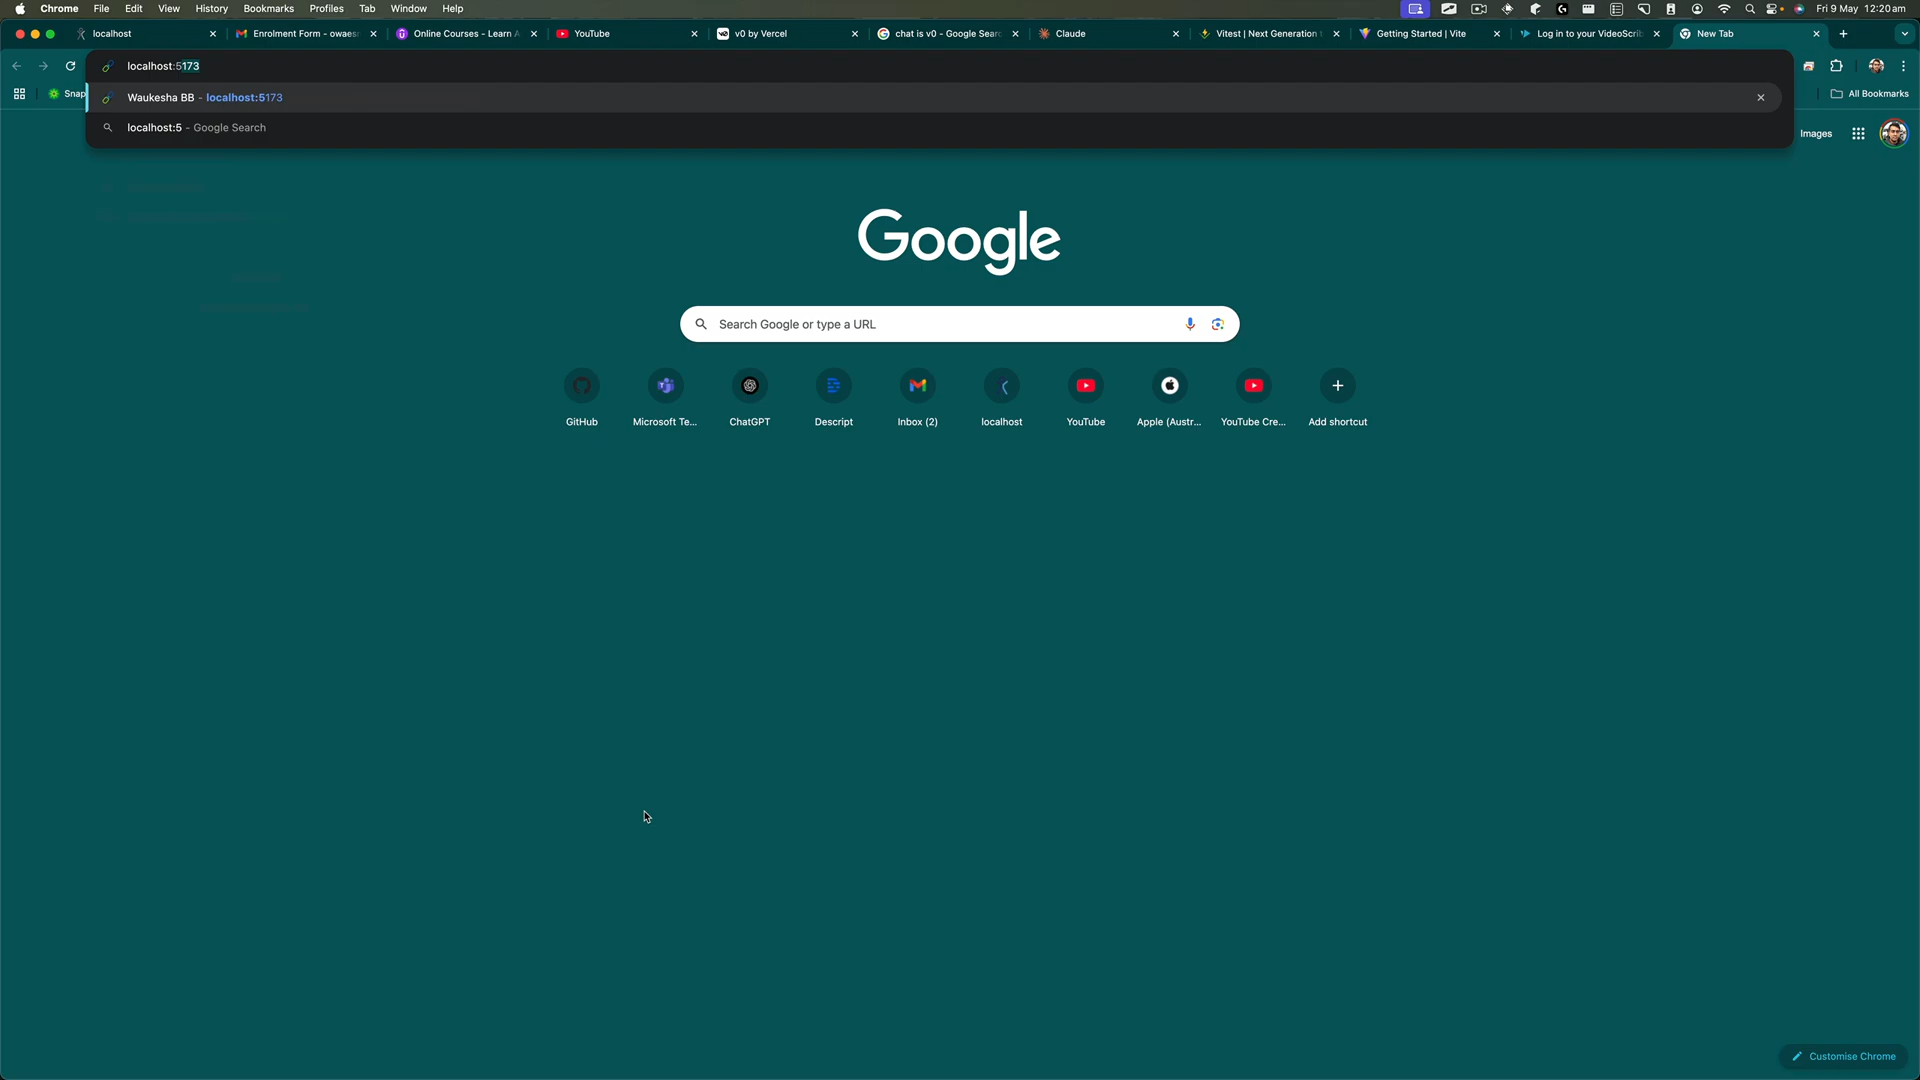 Chrome File Edit View History Bookmarks Profiles Tab Window Help Fri 9 May 12:20am
localhost Enrolment Form - owaesr Online Courses - Learn A YouTube v0 by Vercel chat is v0 - Google Searc Claude Vitest | Next Generation Getting Started | Vite Log in to your VideoScrib New Tab
localhost:5173
Snap Waukesha BB - localhost:5173 All Bookmarks
localhost:5 - Google Search
Images
Google
Search Google or type a URL
GitHub Microsoft Te... ChatGPT Descript Inbox (2) localhost YouTube Apple (Austr... YouTube Cre... Add shortcut
Customise Chrome